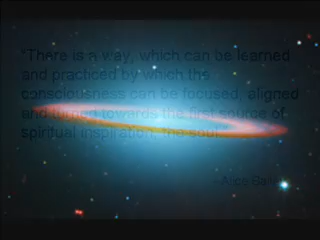 "There is a way, which can be learned
and practiced by which the
consciousness can be focused, aligned
and turned towards the first source of
spiritual inspiration, the soul"
- Alice